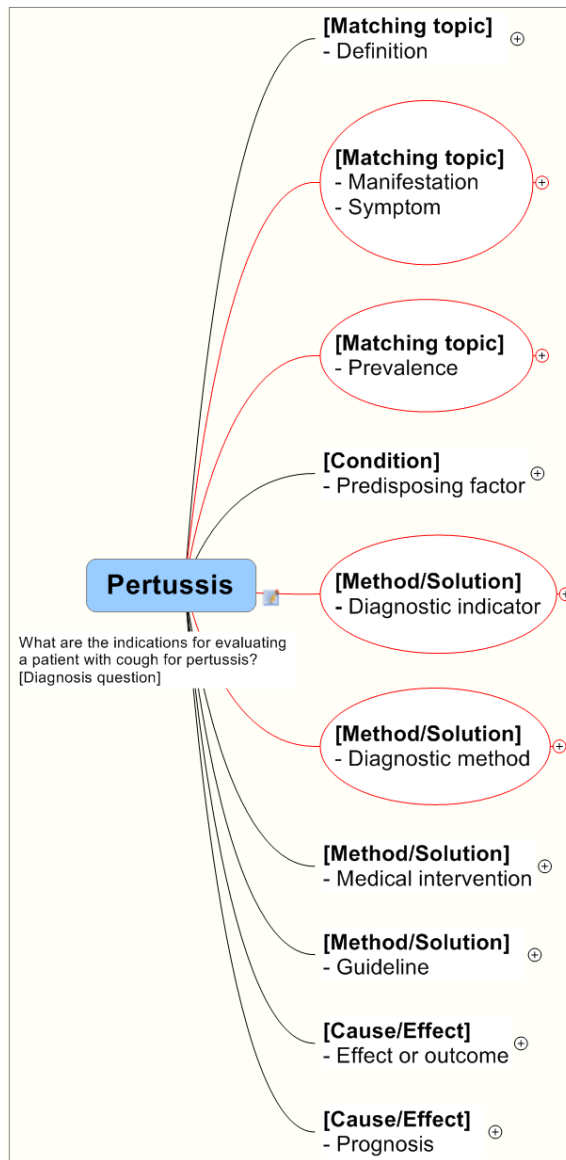 [Matching topic]
- Definition
[Matching topic]
- Manifestation
- Symptom
[Matching topic]
- Prevalence
[Condition]
- Predisposing factor
Pertussis
[Method/Solution]
- Diagnostic indicator
What are the indications for evaluating
a patient with cough for pertussis?
[Diagnosis question]
[Method/Solution]
- Diagnostic method
[Method/Solution]
- Medical intervention
[Method/Solution]
- Guideline
[Cause/Effect]
- Effect or outcome
[Cause/Effect]
- Prognosis